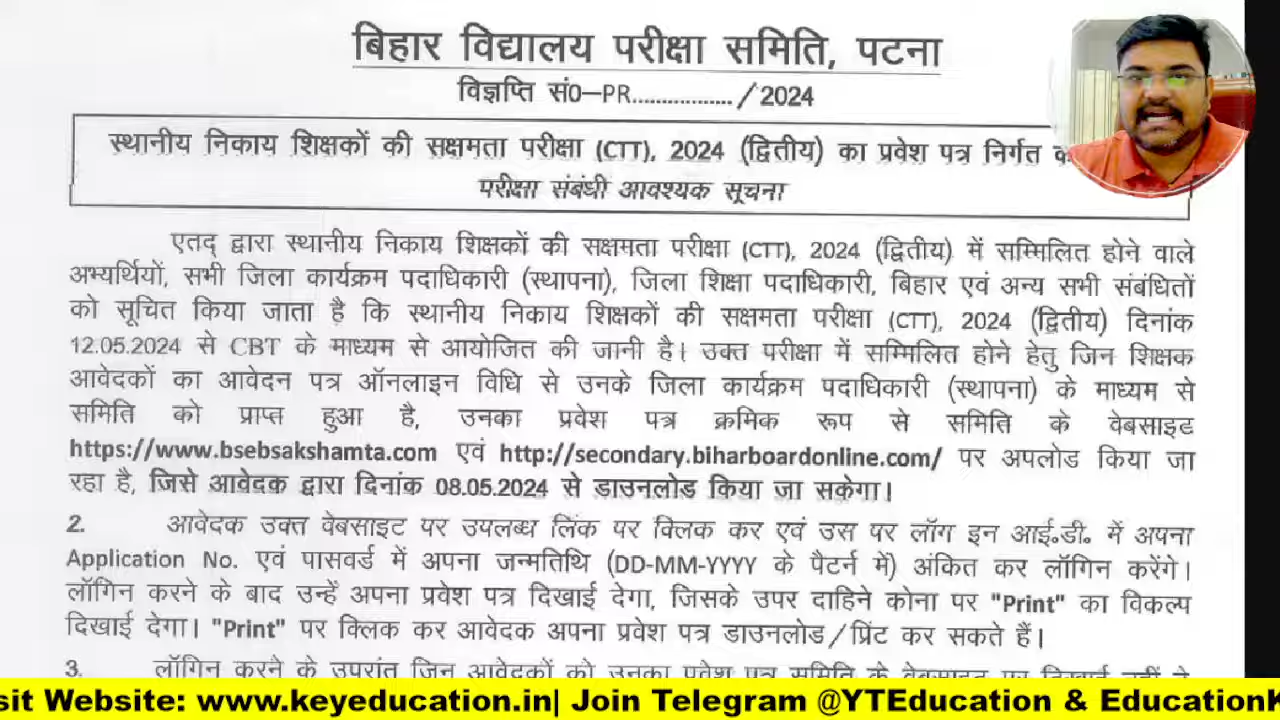 बिहार विद्यालय परीक्षा समिति, पटना
विज्ञप्ति सं0–PR................./2024
स्थानीय निकाय शिक्षकों की सक्षमता परीक्षा (CTT), 2024 (द्वितीय) का प्रवेश पत्र निर्गत
परीक्षा संबंधी आवश्यक सूचना
एतद् द्वारा स्थानीय निकाय शिक्षकों की सक्षमता परीक्षा (CTT), 2024 (द्वितीय) में सम्मिलित होने वाले
अभ्यर्थियों, सभी जिला कार्यक्रम पदाधिकारी (स्थापना), जिला शिक्षा पदाधिकारी, बिहार एवं अन्य सभी संबंधितों
को सूचित किया जाता है कि स्थानीय निकाय शिक्षकों की सक्षमता परीक्षा (CTT), 2024 (द्वितीय) दिनांक
12.05.2024 से CBT के माध्यम से आयोजित की जानी है। उक्त परीक्षा में सम्मिलित होने हेतु जिन शिक्षक
आवेदकों का आवेदन पत्र ऑनलाइन विधि से उनके जिला कार्यक्रम पदाधिकारी (स्थापना) के माध्यम से
समिति को प्राप्त हुआ है, उनका प्रवेश पत्र क्रमिक रूप से समिति के वेबसाइट
https://www.bsebsakshamta.com एवं http://secondary.biharboardonline.com/ पर अपलोड किया जा
रहा है, जिसे आवेदक द्वारा दिनांक 08.05.2024 से डाउनलोड किया जा सकेगा।
2. आवेदक उक्त वेबसाइट पर उपलब्ध लिंक पर क्लिक कर एवं उस पर लॉग इन आई॰डी॰ में अपना
Application No. एवं पासवर्ड में अपना जन्मतिथि (DD-MM-YYYY के पैटर्न में) अंकित कर लॉगिन करेंगे।
लॉगिन करने के बाद उन्हें अपना प्रवेश पत्र दिखाई देगा, जिसके उपर दाहिने कोना पर "Print" का विकल्प
दिखाई देगा। "Print" पर क्लिक कर आवेदक अपना प्रवेश पत्र डाउनलोड/प्रिंट कर सकते हैं।
3. लॉगिन करने के उपरांत जिन आवेदकों को उनका प्रवेश पत्र समिति के वेबसाइट पर दिखाई नहीं
sit Website: www.keyeducation.in| Join Telegram @YTEducation & EducationK